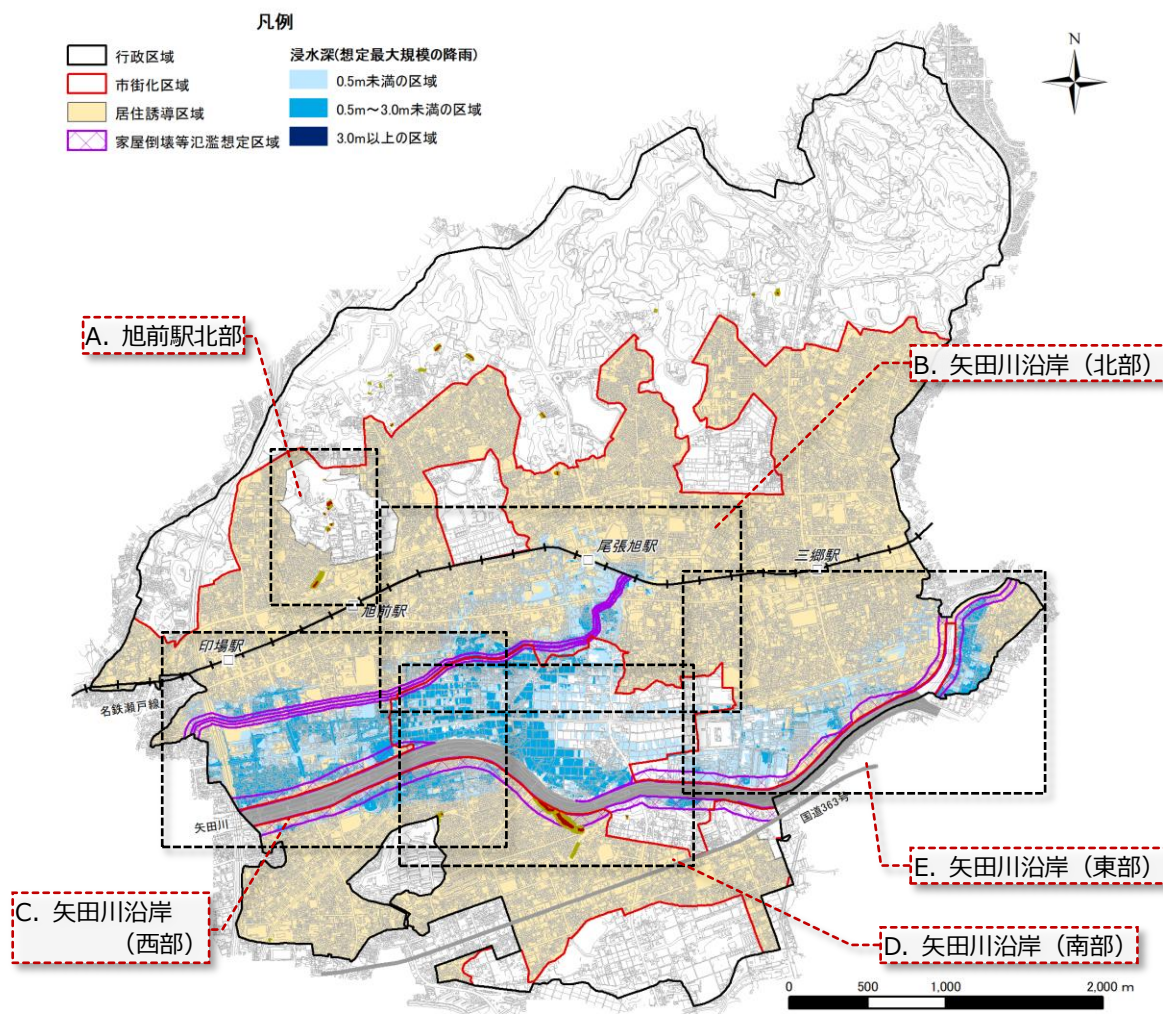 凡例
行政区域
市街化区域
居住誘導区域
家屋倒壊等氾濫想定区域
浸水深(想定最大規模の降雨)
0.5m未満の区域
0.5m～3.0m未満の区域
3.0m以上の区域
N
A. 旭前駅北部
B. 矢田川沿岸（北部）
尾張旭駅
三郷駅
旭前駅
印場駅
名鉄瀬戸線
矢田川
国道363号
E. 矢田川沿岸（東部）
C. 矢田川沿岸
（西部）
D. 矢田川沿岸（南部）
0 500 1,000 2,000 m